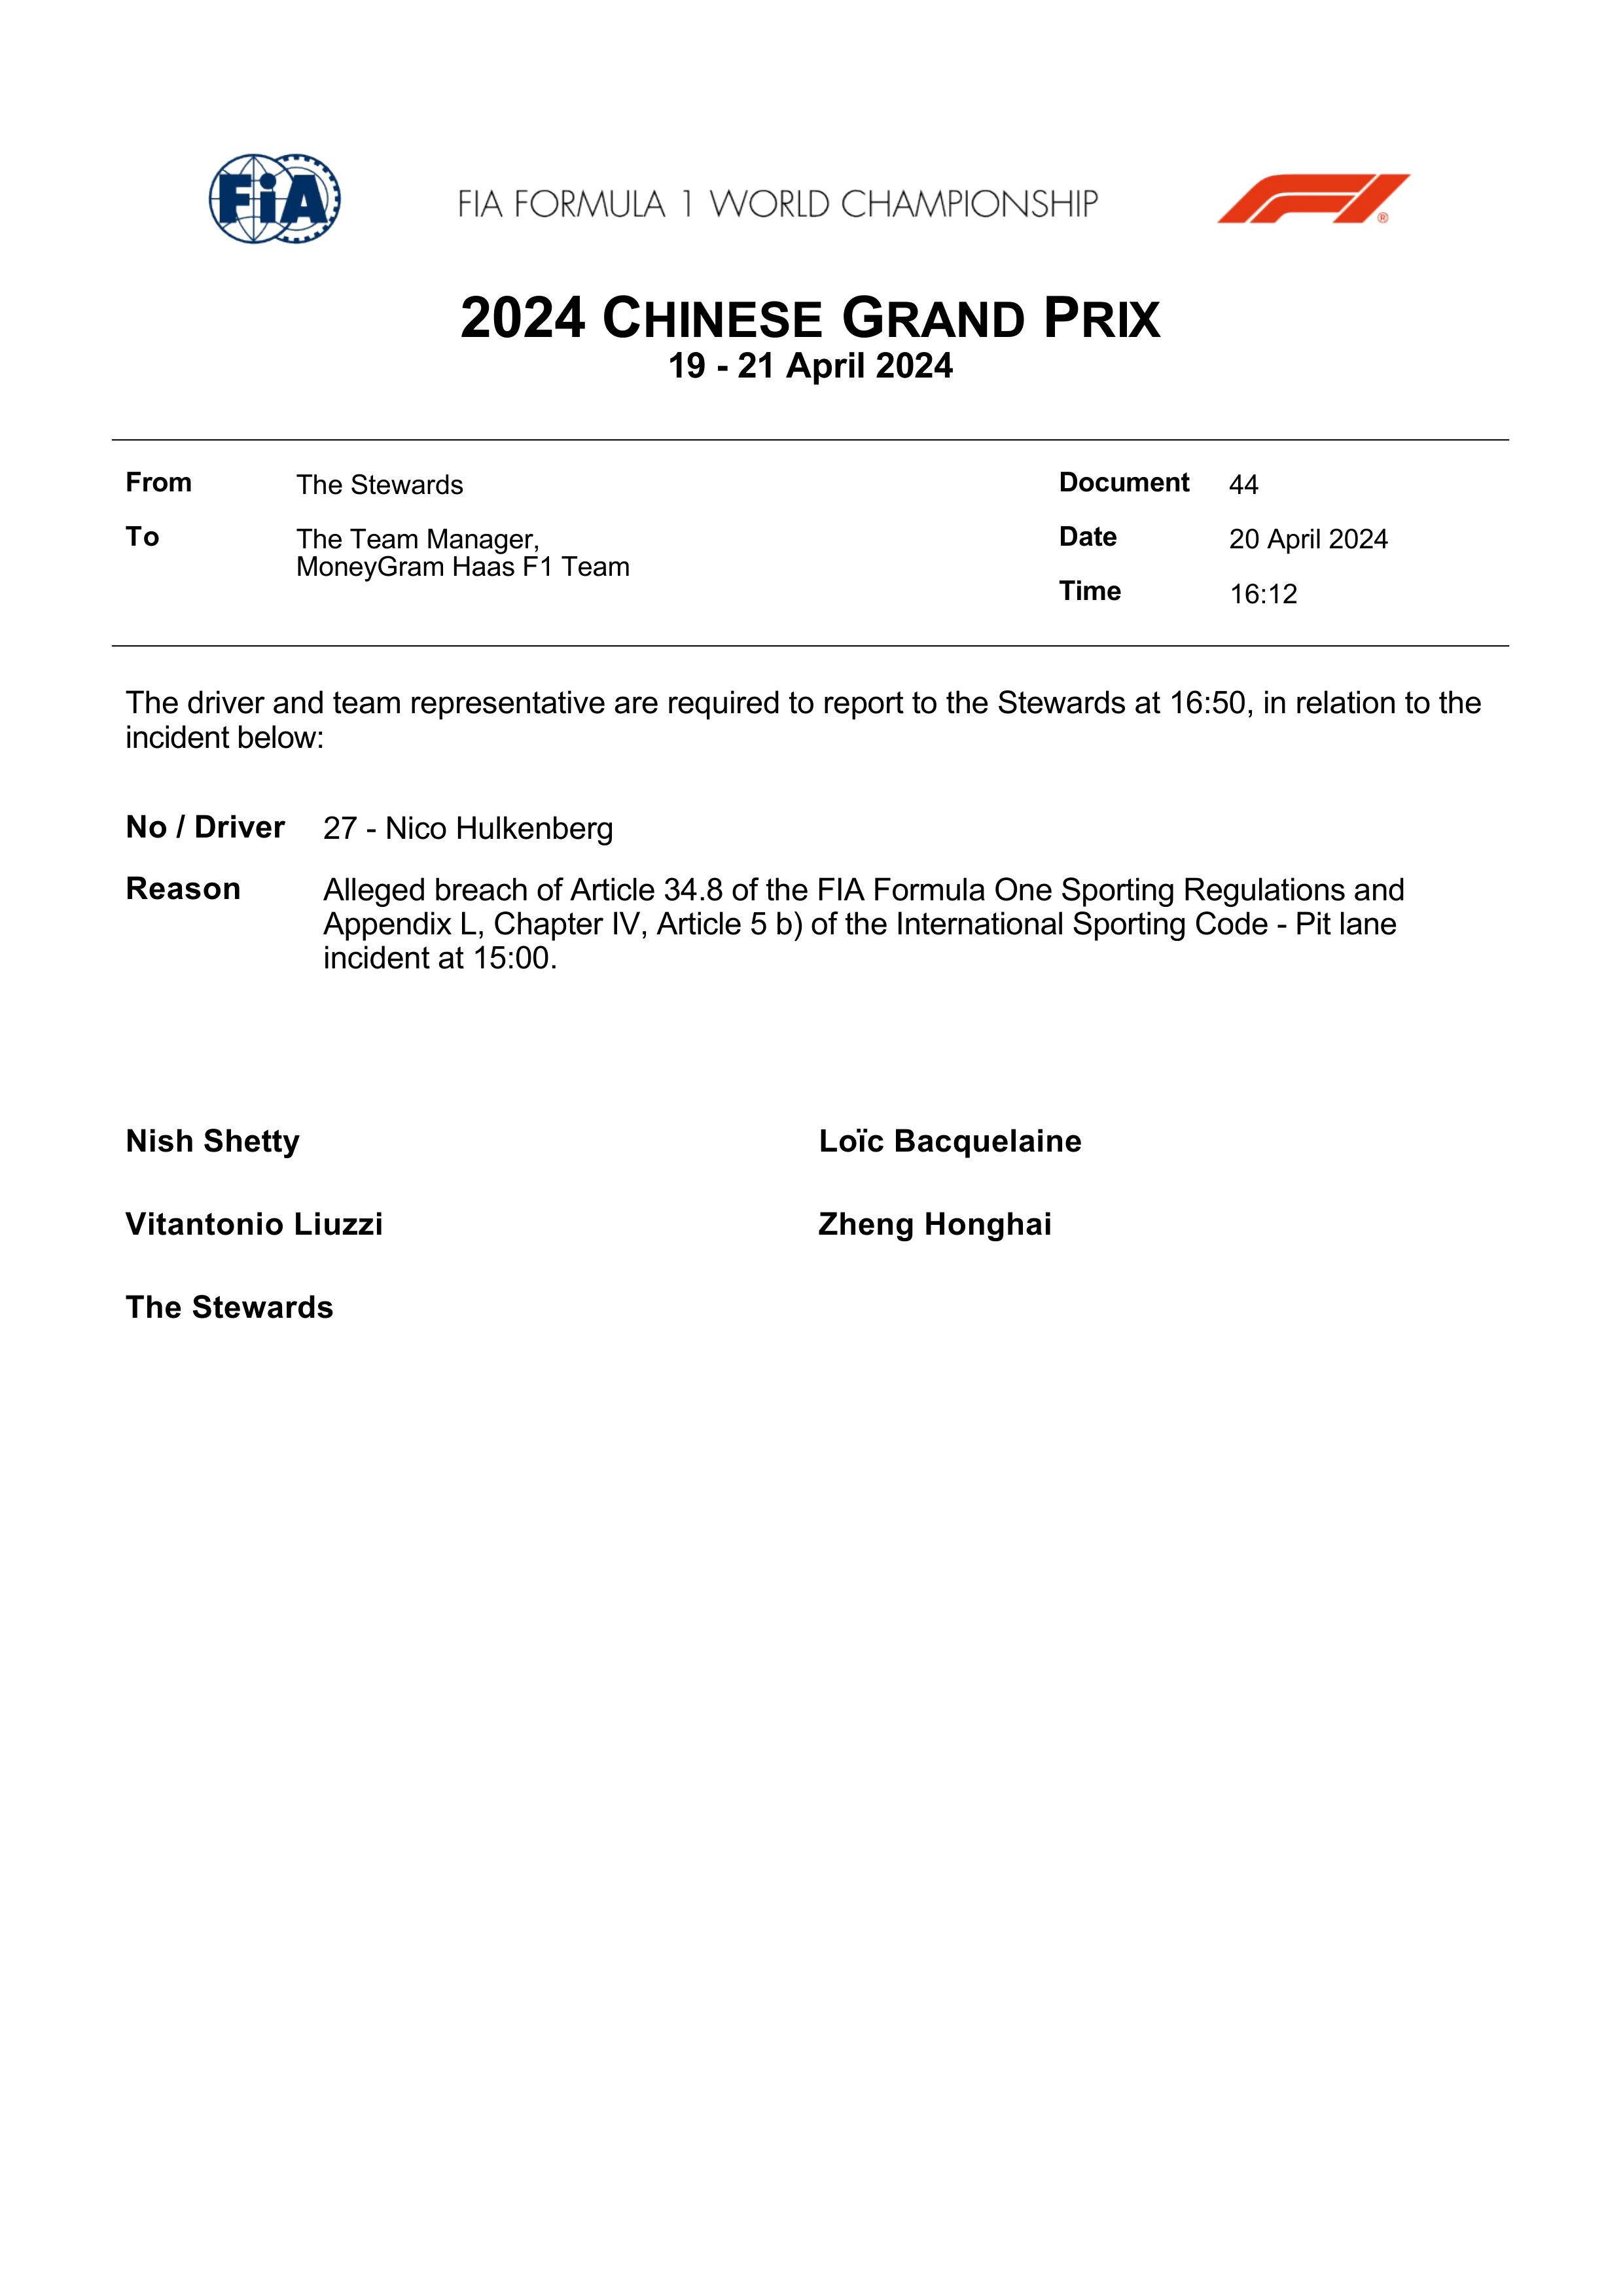 FiA
FIA FORMULA 1 WORLD CHAMPIONSHIP
F1®
2024 CHINESE GRAND PRIX
19 - 21 April 2024
From The Stewards
Document 44
To The Team Manager,
MoneyGram Haas F1 Team
Date 20 April 2024
Time 16:12
The driver and team representative are required to report to the Stewards at 16:50, in relation to the
incident below:
No / Driver 27 - Nico Hulkenberg
Reason Alleged breach of Article 34.8 of the FIA Formula One Sporting Regulations and
Appendix L, Chapter IV, Article 5 b) of the International Sporting Code - Pit lane
incident at 15:00.
Nish Shetty Loïc Bacquelaine
Vitantonio Liuzzi Zheng Honghai
The Stewards